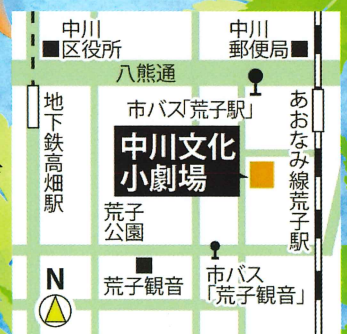 中川
区役所
中川
郵便局
八熊通
市バス「荒子駅」
地下鉄高畑駅
あおなみ線荒子駅
中川文化
小劇場
荒子
公園
荒子観音
市バス
「荒子観音」
N